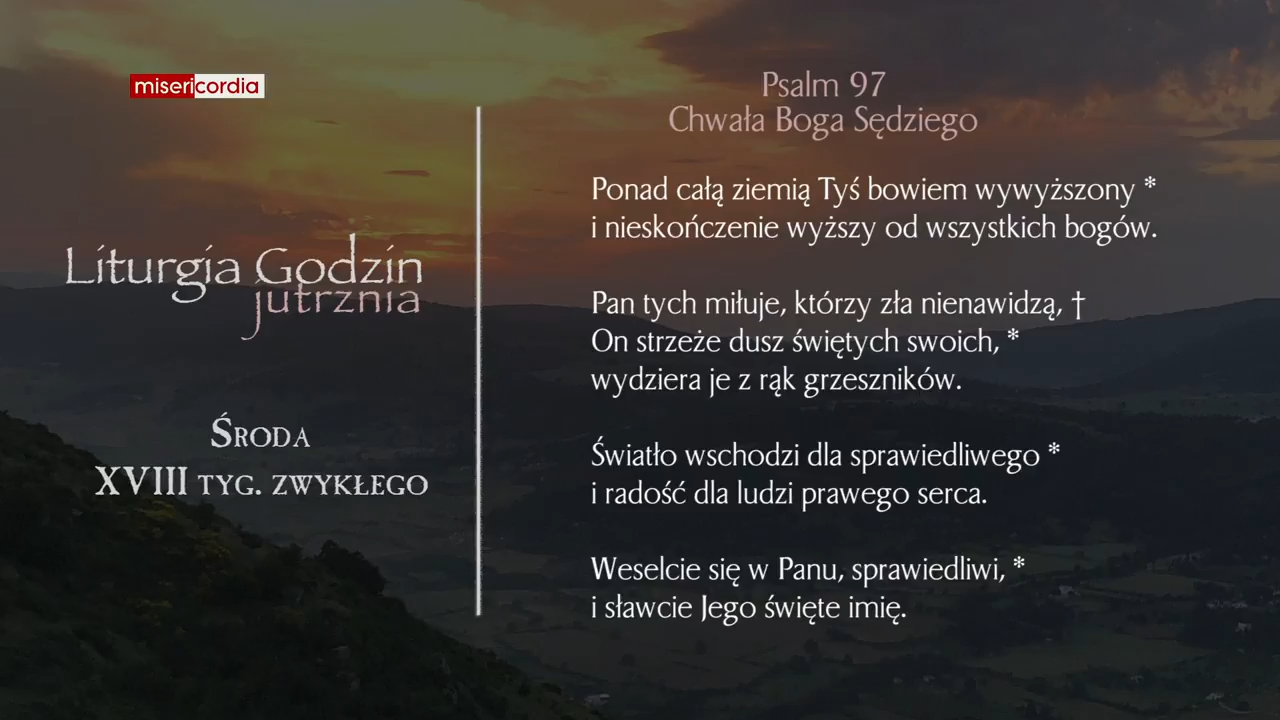 misericordia
Liturgia Godzin
jutrznia
Środa
XVIII tyg. zwykłego
Psalm 97
Chwała Boga Sędziego
Ponad całą ziemią Tyś bowiem wywyższony *
i nieskończenie wyższy od wszystkich bogów.
Pan tych miłuje, którzy zła nienawidzą, †
On strzeże dusz świętych swoich, *
wydziera je z rąk grzeszników.
Światło wschodzi dla sprawiedliwego *
i radość dla ludzi prawego serca.
Weselcie się w Panu, sprawiedliwi, *
i sławcie Jego święte imię.